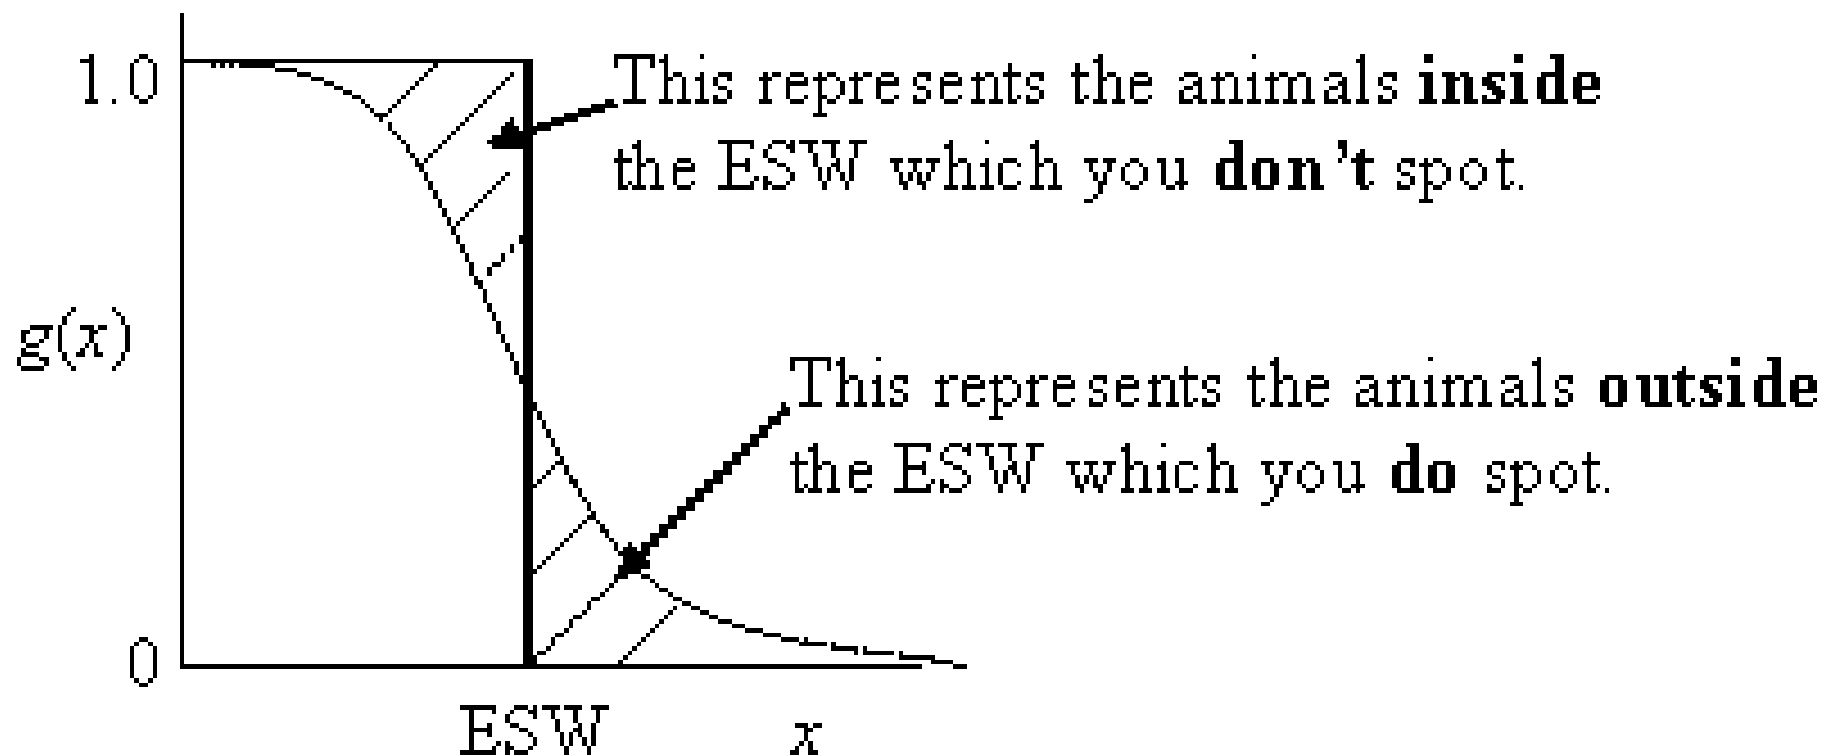 1.0
This represents the animals inside
the ESW which you don't spot.
g(x)
This represents the animals outside
the ESW which you do spot.
0
ESW
x